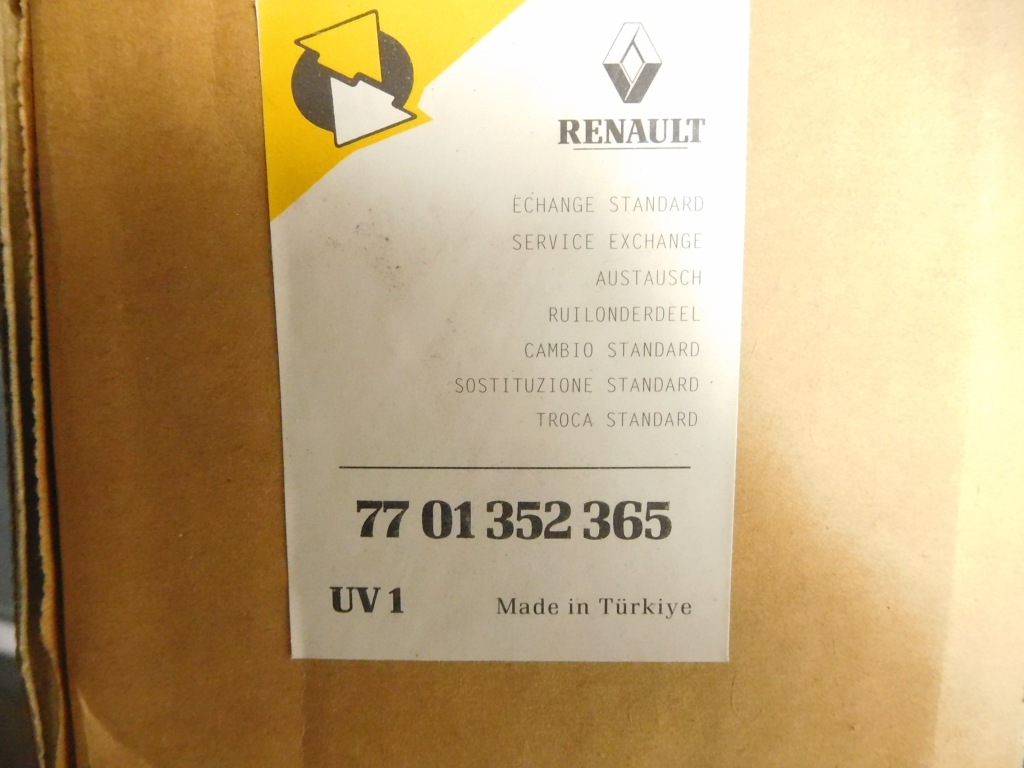 RENAULT
ECHANGE STANDARD
SERVICE EXCHANGE
AUSTAUSCH
RUILONDERDEEL
CAMBIO STANDARD
SOSTITUZIONE STANDARD
TROCA STANDARD
77 01 352 365
UV 1 Made in Türkiye